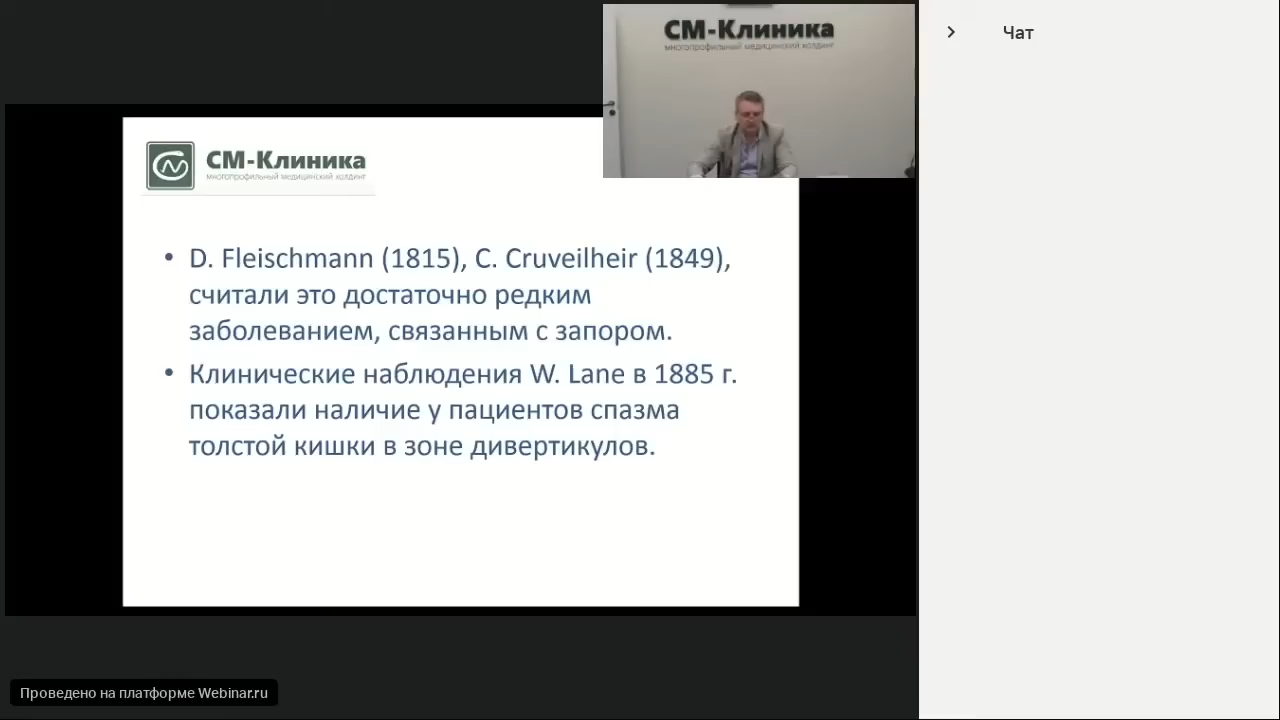 СМ-Клиника
многопрофильный медицинский холдинг
Чат
СМ-Клиника
многопрофильный медицинский холдинг
• D. Fleischmann (1815), C. Cruveilheir (1849),
считали это достаточно редким
заболеванием, связанным с запором.
• Клинические наблюдения W. Lane в 1885 г.
показали наличие у пациентов спазма
толстой кишки в зоне дивертикулов.
Проведено на платформе Webinar.ru